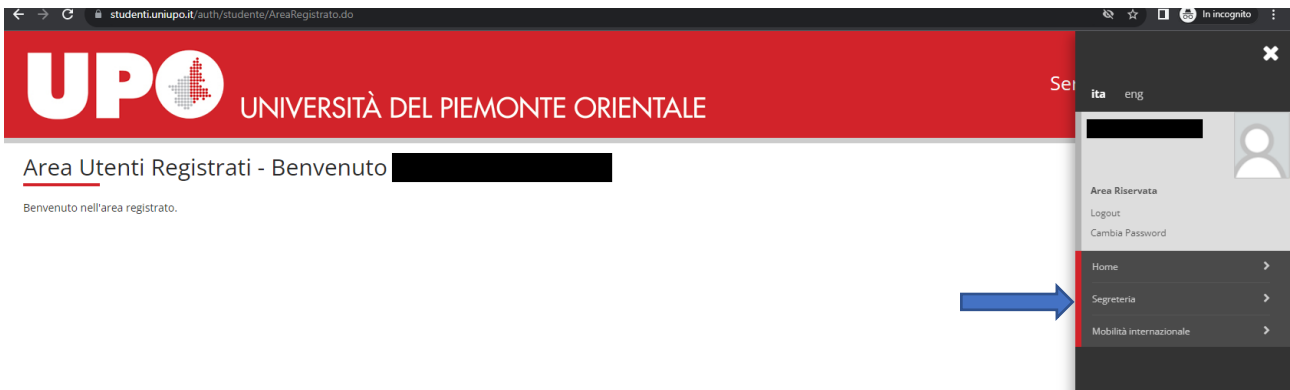 studenti.uniupo.it/auth/studente/AreaRegistrato.do
In incognito
UPO
UNIVERSITÀ DEL PIEMONTE ORIENTALE
Ser
ita eng
Area Utenti Registrati - Benvenuto
Benvenuto nell'area registrato.
Area Riservata
Logout
Cambia Password
Home
Segreteria
Mobilità internazionale